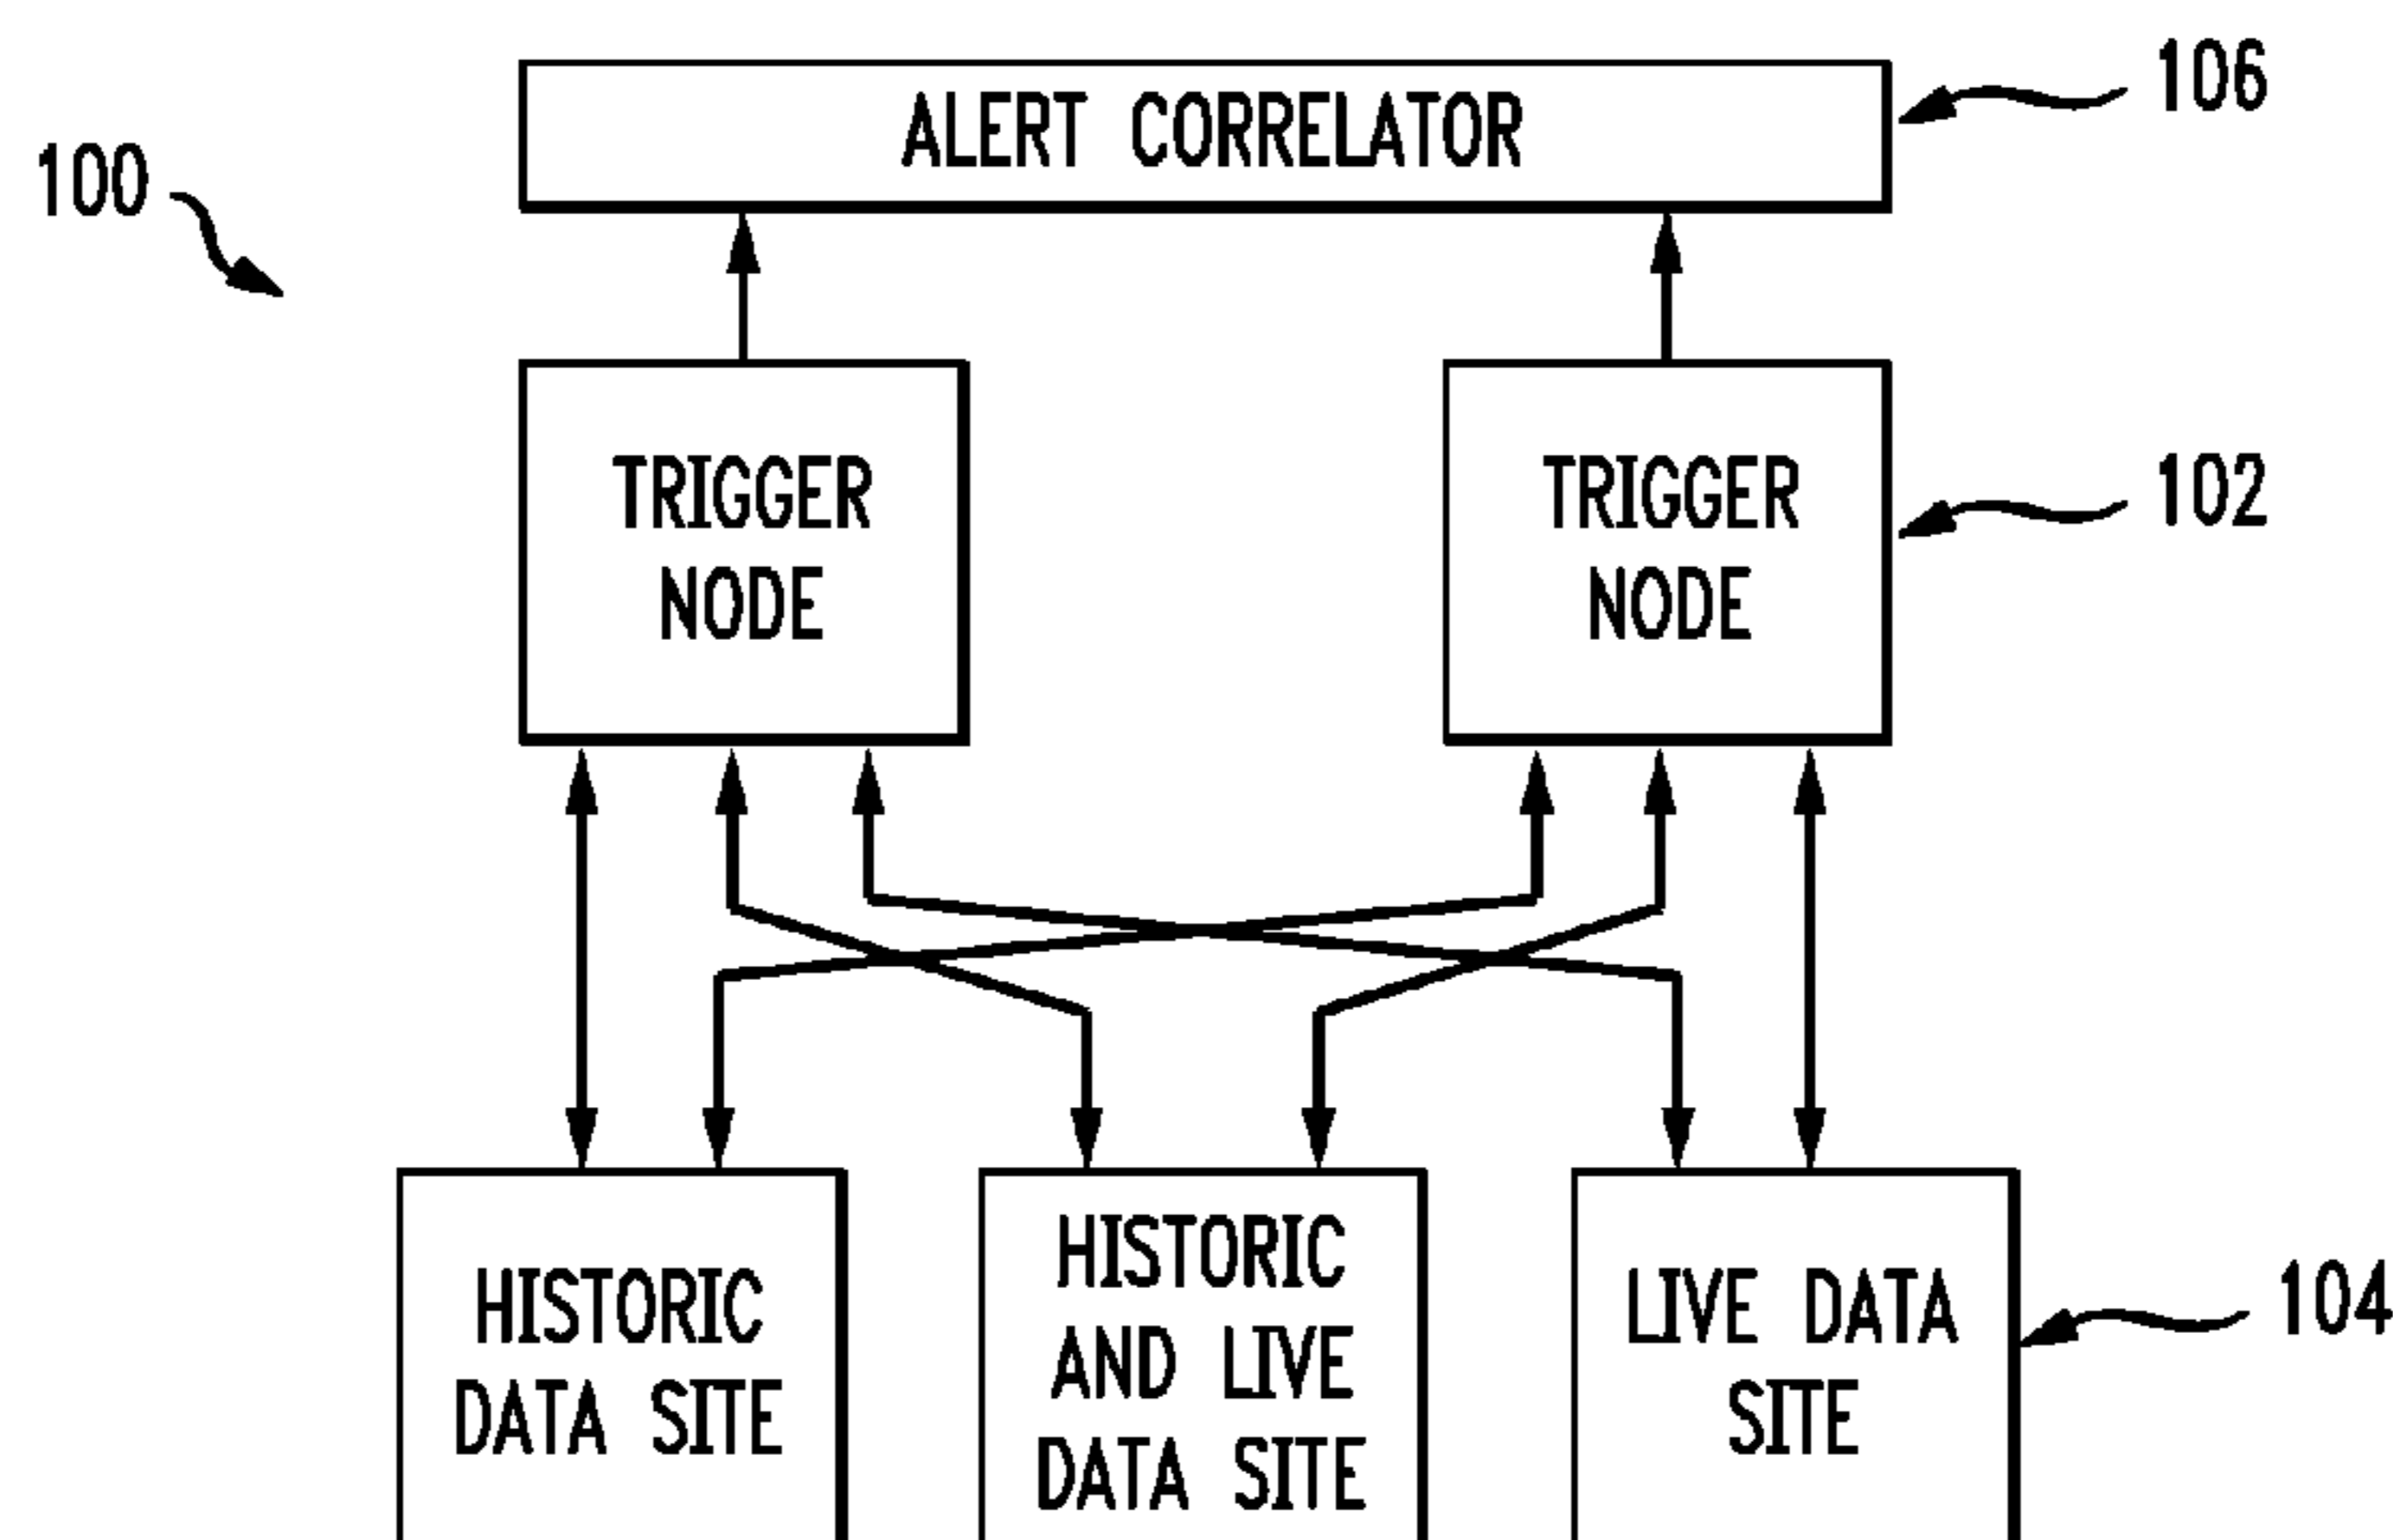 106
ALERT CORRELATOR
100
TRIGGER
NODE
TRIGGER
NODE
102
HISTORIC
DATA SITE
HISTORIC
AND LIVE
DATA SITE
LIVE DATA
SITE
104